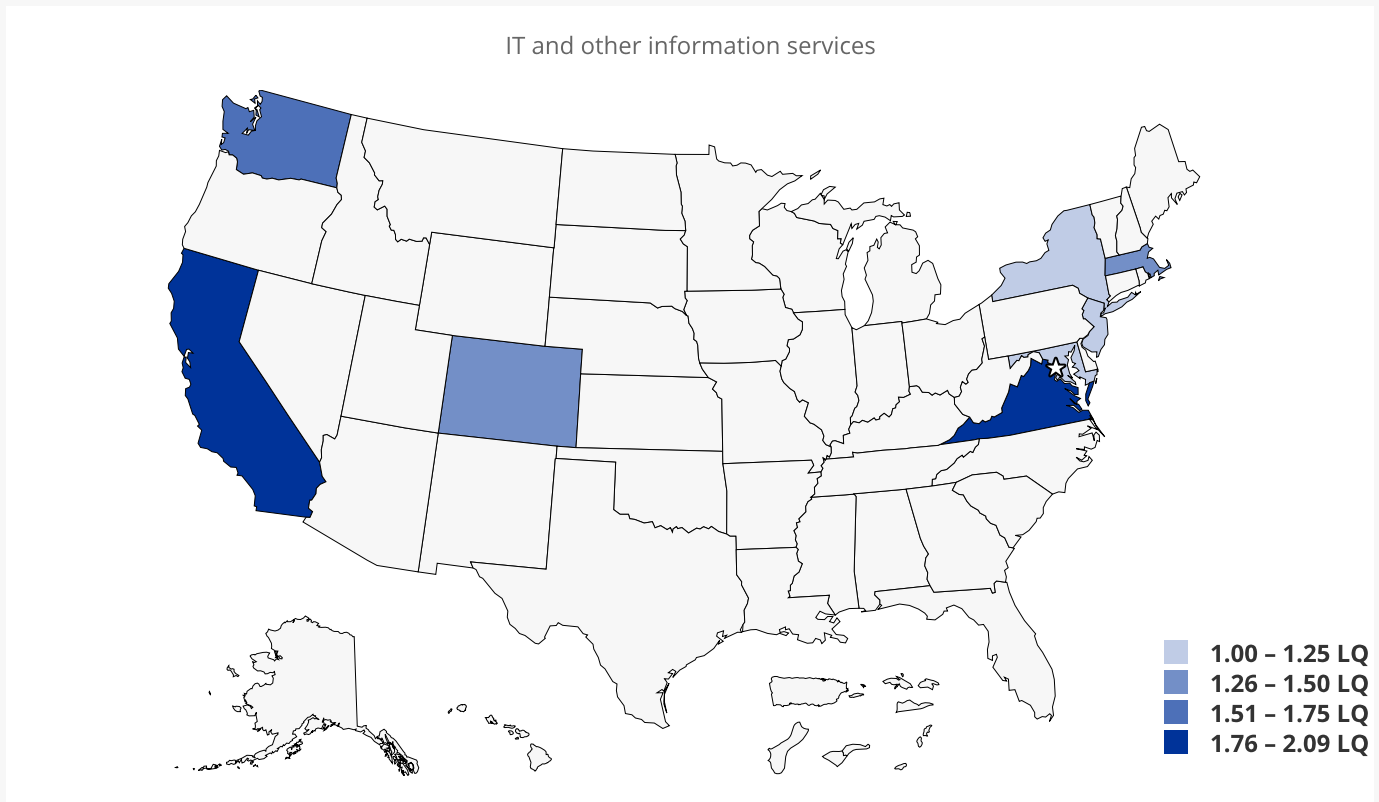 IT and other information services
1.00 – 1.25 LQ
1.26 – 1.50 LQ
1.51 – 1.75 LQ
1.76 – 2.09 LQ